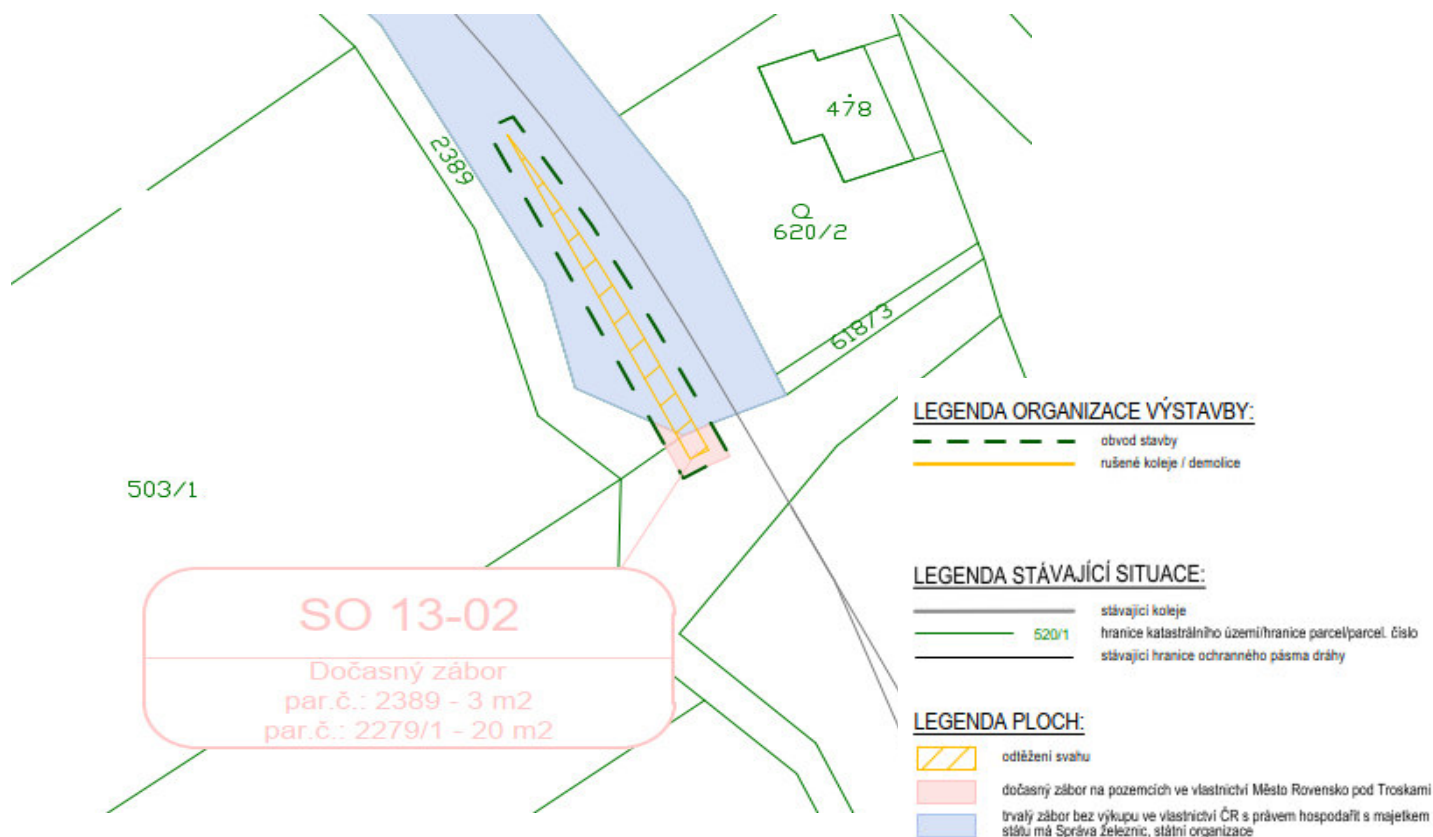 478
2389
Q
620/2
618/3
503/1
SO 13-02
Dočasný zábor
par.č.: 2389 - 3 m2
par.č.: 2279/1 - 20 m2
LEGENDA ORGANIZACE VÝSTAVBY:
obvod stavby
rušené koleje / demolice
LEGENDA STÁVAJÍCÍ SITUACE:
stávající koleje
520/1 hranice katastrálního území/hranice parcel/parcel. číslo
stávající hranice ochranného pásma dráhy
LEGENDA PLOCH:
odtěžení svahu
dočasný zábor na pozemcích ve vlastnictví Město Rovensko pod Troskami
trvalý zábor bez výkupu ve vlastnictví ČR s právem hospodařit s majetkem
státu má Správa železnic, státní organizace